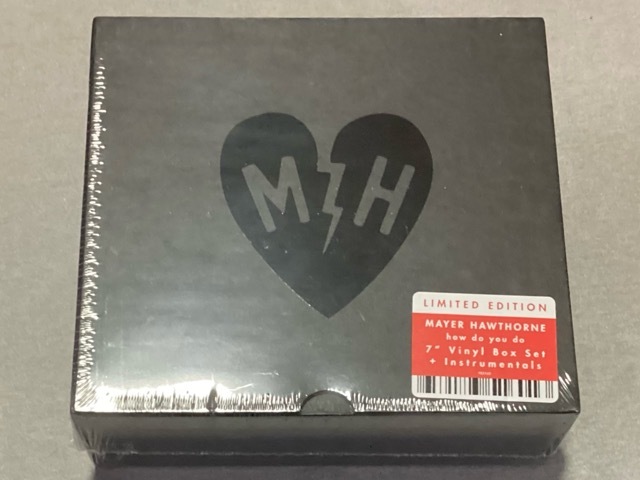 M H
LIMITED EDITION
MAYER HAWTHORNE
how do you do
7" Vinyl Box Set
+ Instrumentals